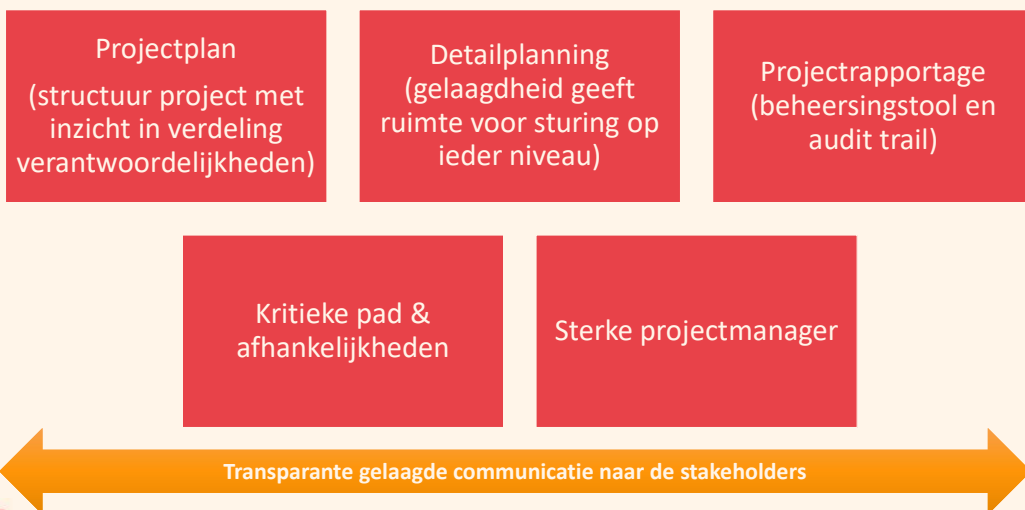 Projectplan
(structuur project met
inzicht in verdeling
verantwoordelijkheden)
Detailplanning
(gelaagdheid geeft
ruimte voor sturing op
ieder niveau)
Projectrapportage
(beheersingstool en
audit trail)
Kritieke pad &
afhankelijkheden
Sterke projectmanager
Transparante gelaagde communicatie naar de stakeholders